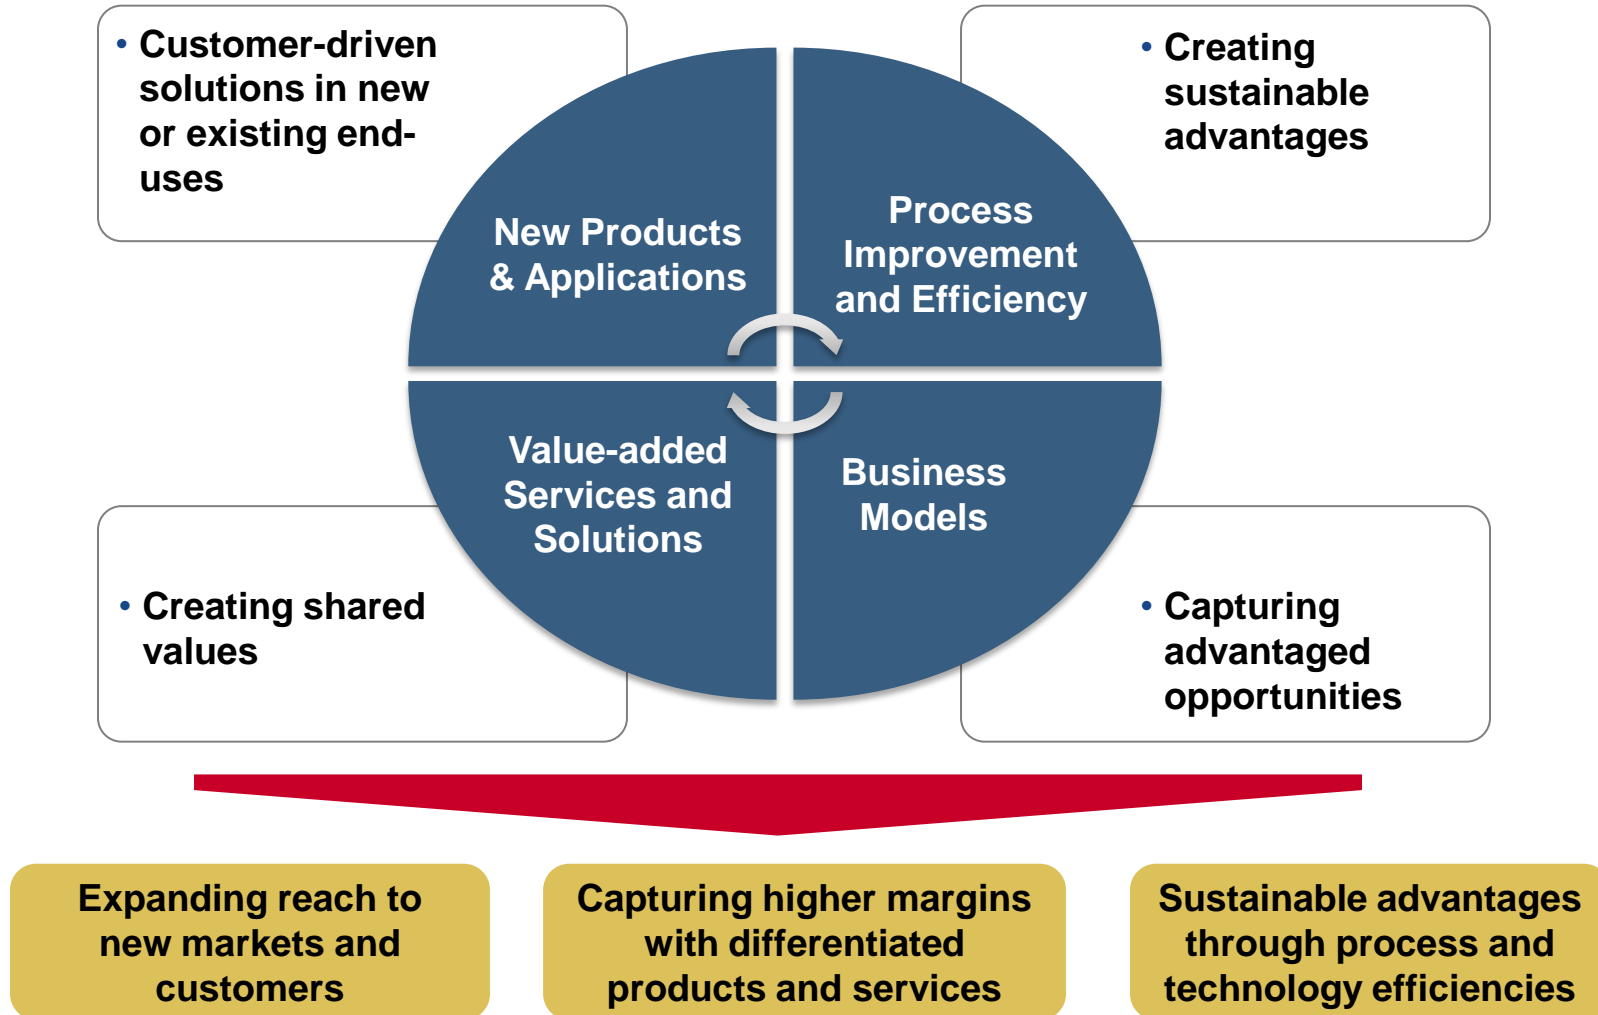 • Customer-driven
solutions in new
or existing end-
uses
• Creating
sustainable
advantages
New Products
& Applications
Process
Improvement
and Efficiency
Value-added
Services and
Solutions
Business
Models
• Creating shared
values
• Capturing
advantaged
opportunities
Expanding reach to
new markets and
customers
Capturing higher margins
with differentiated
products and services
Sustainable advantages
through process and
technology efficiencies